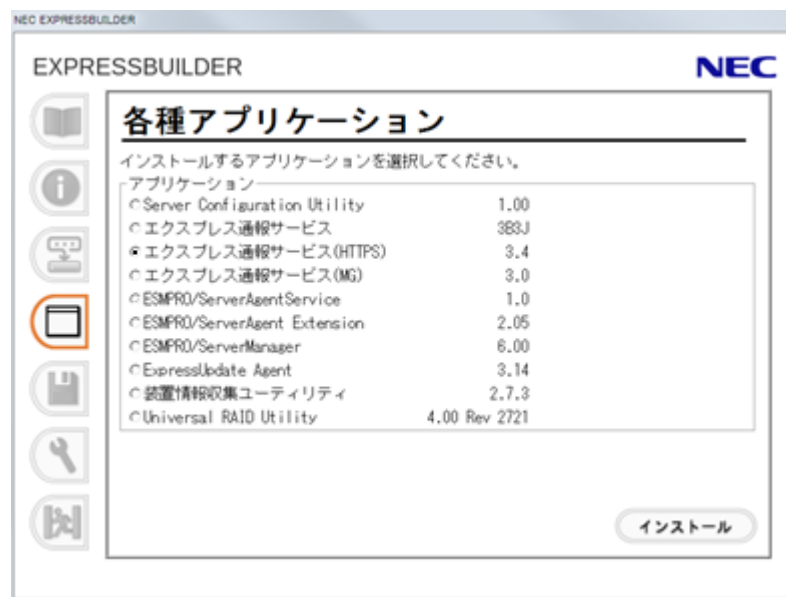 NEC EXPRESSBUILDER
EXPRESSBUILDER
NEC
各種アプリケーション
インストールするアプリケーションを選択してください。
アプリケーション
Server Configuration Utility 1.00
エクスプレス通報サービス 3B3J
エクスプレス通報サービス(HTTPS) 3.4
エクスプレス通報サービス(MG) 3.0
ESMPRO/ServerAgentService 1.0
ESMPRO/ServerAgent Extension 2.05
ESMPRO/ServerManager 6.00
ExpressUpdate Agent 3.14
装置情報収集ユーティリティ 2.7.3
Universal RAID Utility 4.00 Rev 2721
インストール